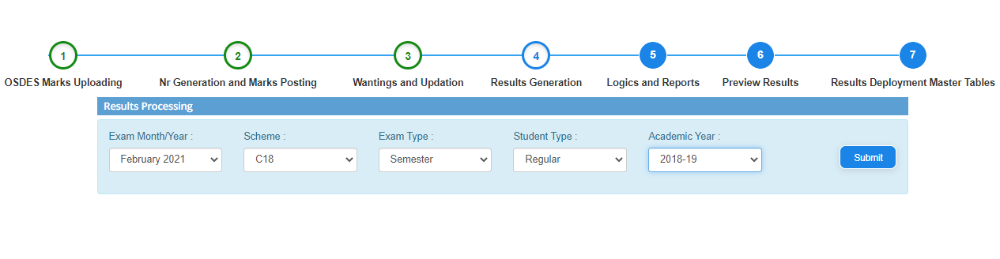 1 2 3 4 5 6 7
OSDES Marks Uploading Nr Generation and Marks Posting Wantings and Updation Results Generation Logics and Reports Preview Results Results Deployment Master Tables
Results Processing
Exam Month/Year : Scheme : Exam Type : Student Type : Academic Year :
February 2021 C18 Semester Regular 2018-19 Submit